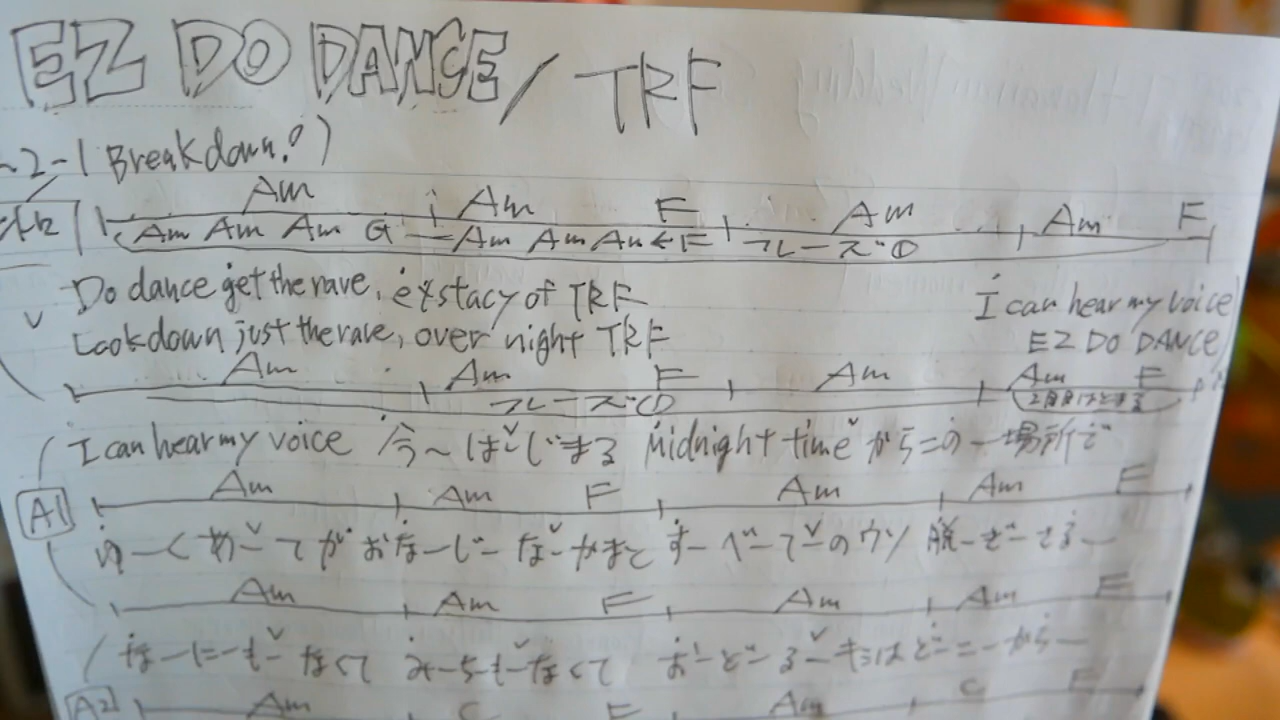 EZ DO DANCE / TRF
-2-1 Breakdown!)
Am Am F Am Am F
Am Am Am G Am Am Am ← F フレーズ①
Do dance get the rave, extacy of TRF I can hear my voice
Lookdown just the rave, over night TRF EZ DO DANCE
Am Am F Am Am F
フレーズ①
I can hear my voice 今〜はーじまる Midnight time からこの一場所で
Am Am F Am Am F
A1
ゆーくあーてがおなーじーなーかまと すーべーてーのウソ 脱ーぎーさるー
Am Am F Am Am F
なーにーもーなくて みーちもーなくて おーどーるーキミはどこーからー
A2 Am C F Am C F